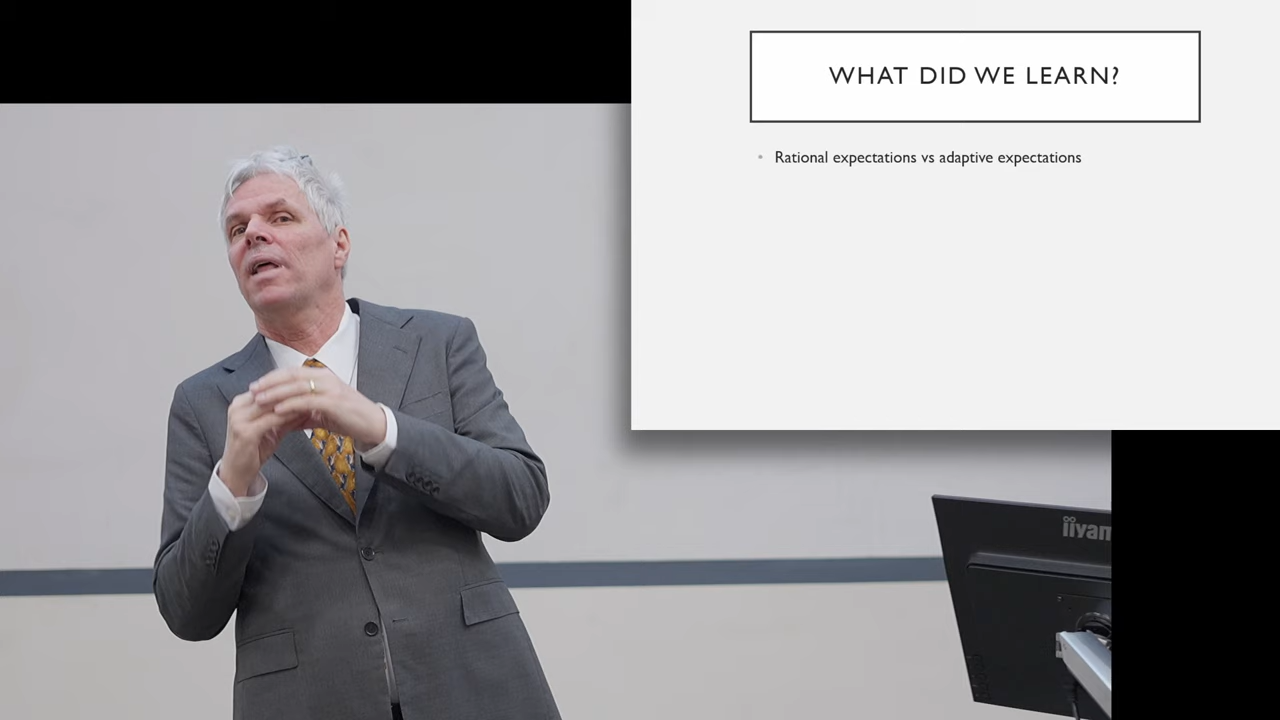 WHAT DID WE LEARN?
• Rational expectations vs adaptive expectations
iiyam